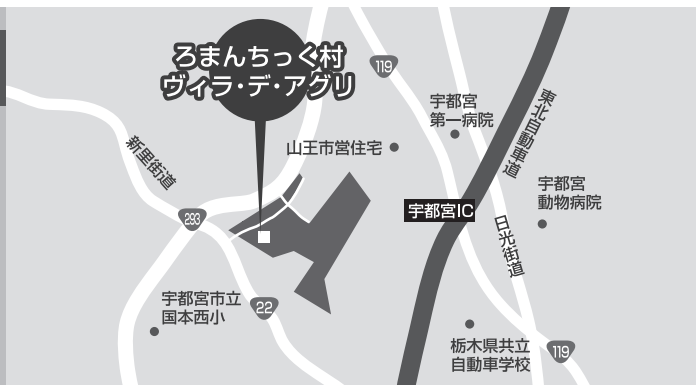 ろまんちっく村
ヴィラ・デ・アグリ
119
宇都宮
第一病院
東北自動車道
山王市営住宅
新里街道
宇都宮
動物病院
宇都宮IC
293
日光街道
宇都宮市立
国本西小
22
栃木県共立
自動車学校
119